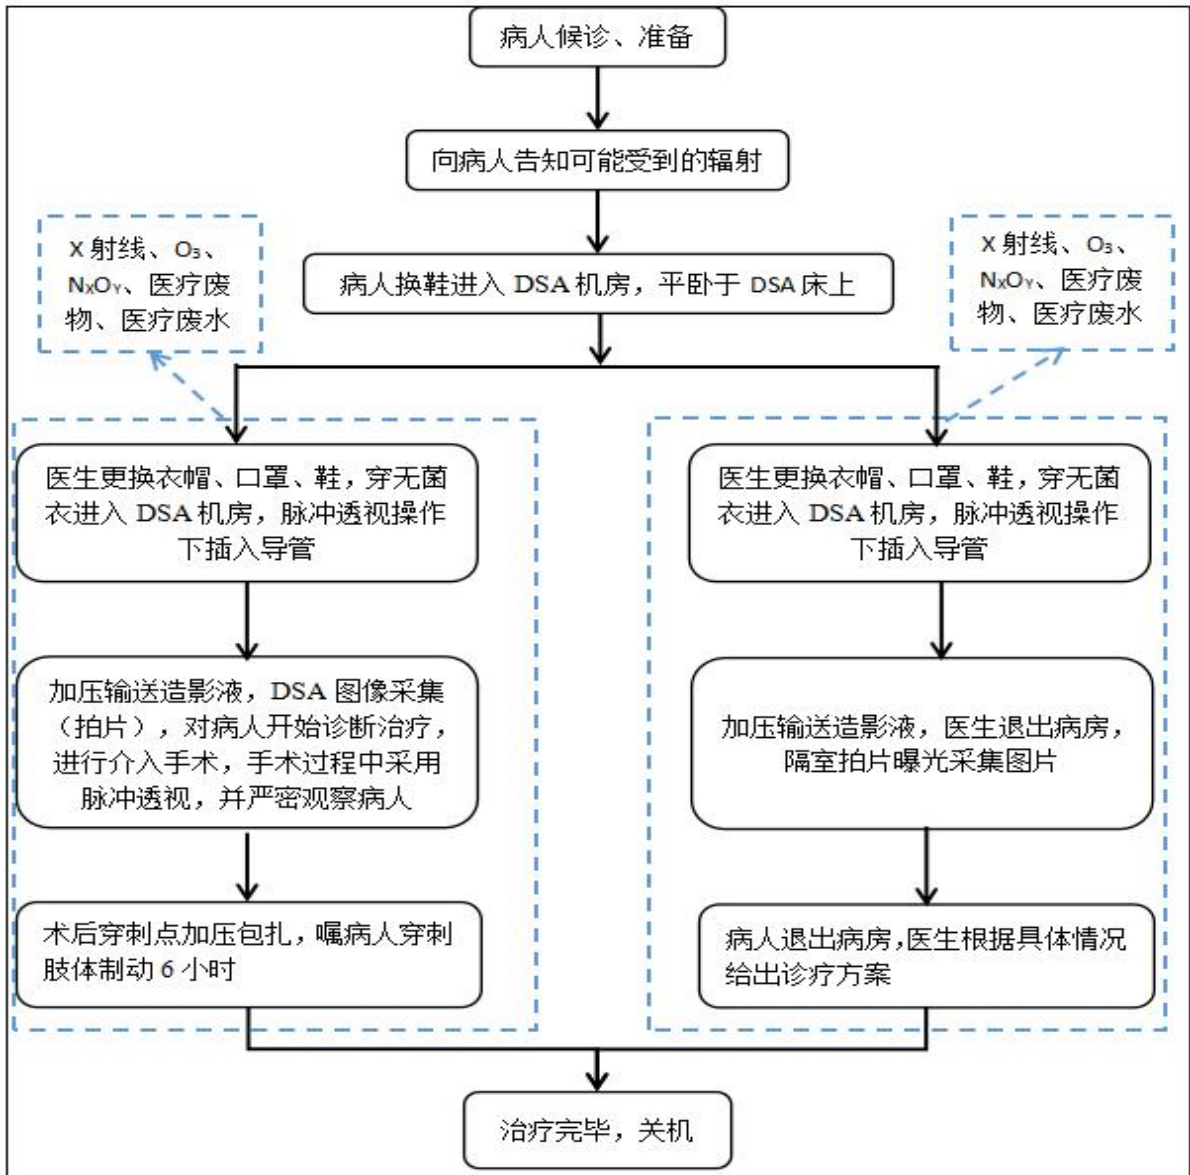 病人候诊、准备
向病人告知可能受到的辐射
X 射线、O₃、
NₓOᵧ、医疗废
物、医疗废水
X 射线、O₃、
NₓOᵧ、医疗废
物、医疗废水
病人换鞋进入 DSA 机房，平卧于 DSA 床上
医生更换衣帽、口罩、鞋，穿无菌
衣进入 DSA 机房，脉冲透视操作
下插入导管
加压输送造影液，DSA 图像采集
（拍片），对病人开始诊断治疗，
进行介入手术，手术过程中采用
脉冲透视，并严密观察病人
术后穿刺点加压包扎，嘱病人穿刺
肢体制动 6 小时
医生更换衣帽、口罩、鞋，穿无菌
衣进入 DSA 机房，脉冲透视操作
下插入导管
加压输送造影液，医生退出病房，
隔室拍片曝光采集图片
病人退出病房，医生根据具体情况
给出诊疗方案
治疗完毕，关机